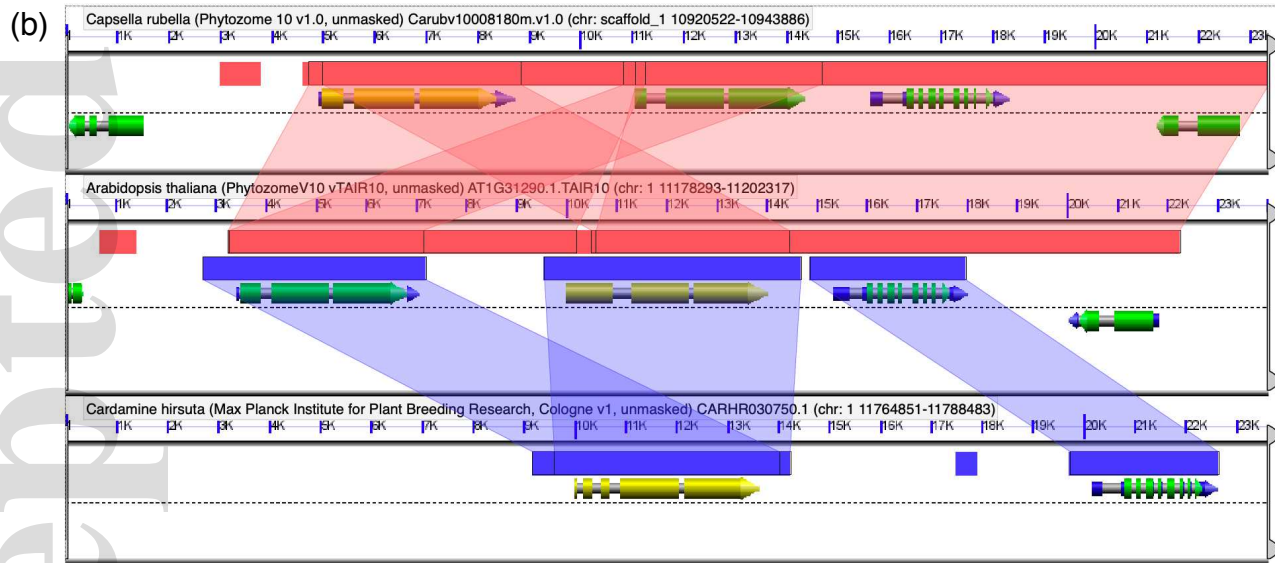 (b)
Capsella rubella (Phytozome 10 v1.0, unmasked) Carubv10008180m.v1.0 (chr: scaffold_1 10920522-10943886)
1K 2K 3K 4K 5K 6K 7K 8K 9K 10K 11K 12K 13K 14K 15K 16K 17K 18K 19K 20K 21K 22K 23K
Arabidopsis thaliana (PhytozomeV10 vTAIR10, unmasked) AT1G31290.1.TAIR10 (chr: 1 11178293-11202317)
1K 2K 3K 4K 5K 6K 7K 8K 9K 10K 11K 12K 13K 14K 15K 16K 17K 18K 19K 20K 21K 22K 23K
Cardamine hirsuta (Max Planck Institute for Plant Breeding Research, Cologne v1, unmasked) CARHR030750.1 (chr: 1 11764851-11788483)
1K 2K 3K 4K 5K 6K 7K 8K 9K 10K 11K 12K 13K 14K 15K 16K 17K 18K 19K 20K 21K 22K 23K
epted